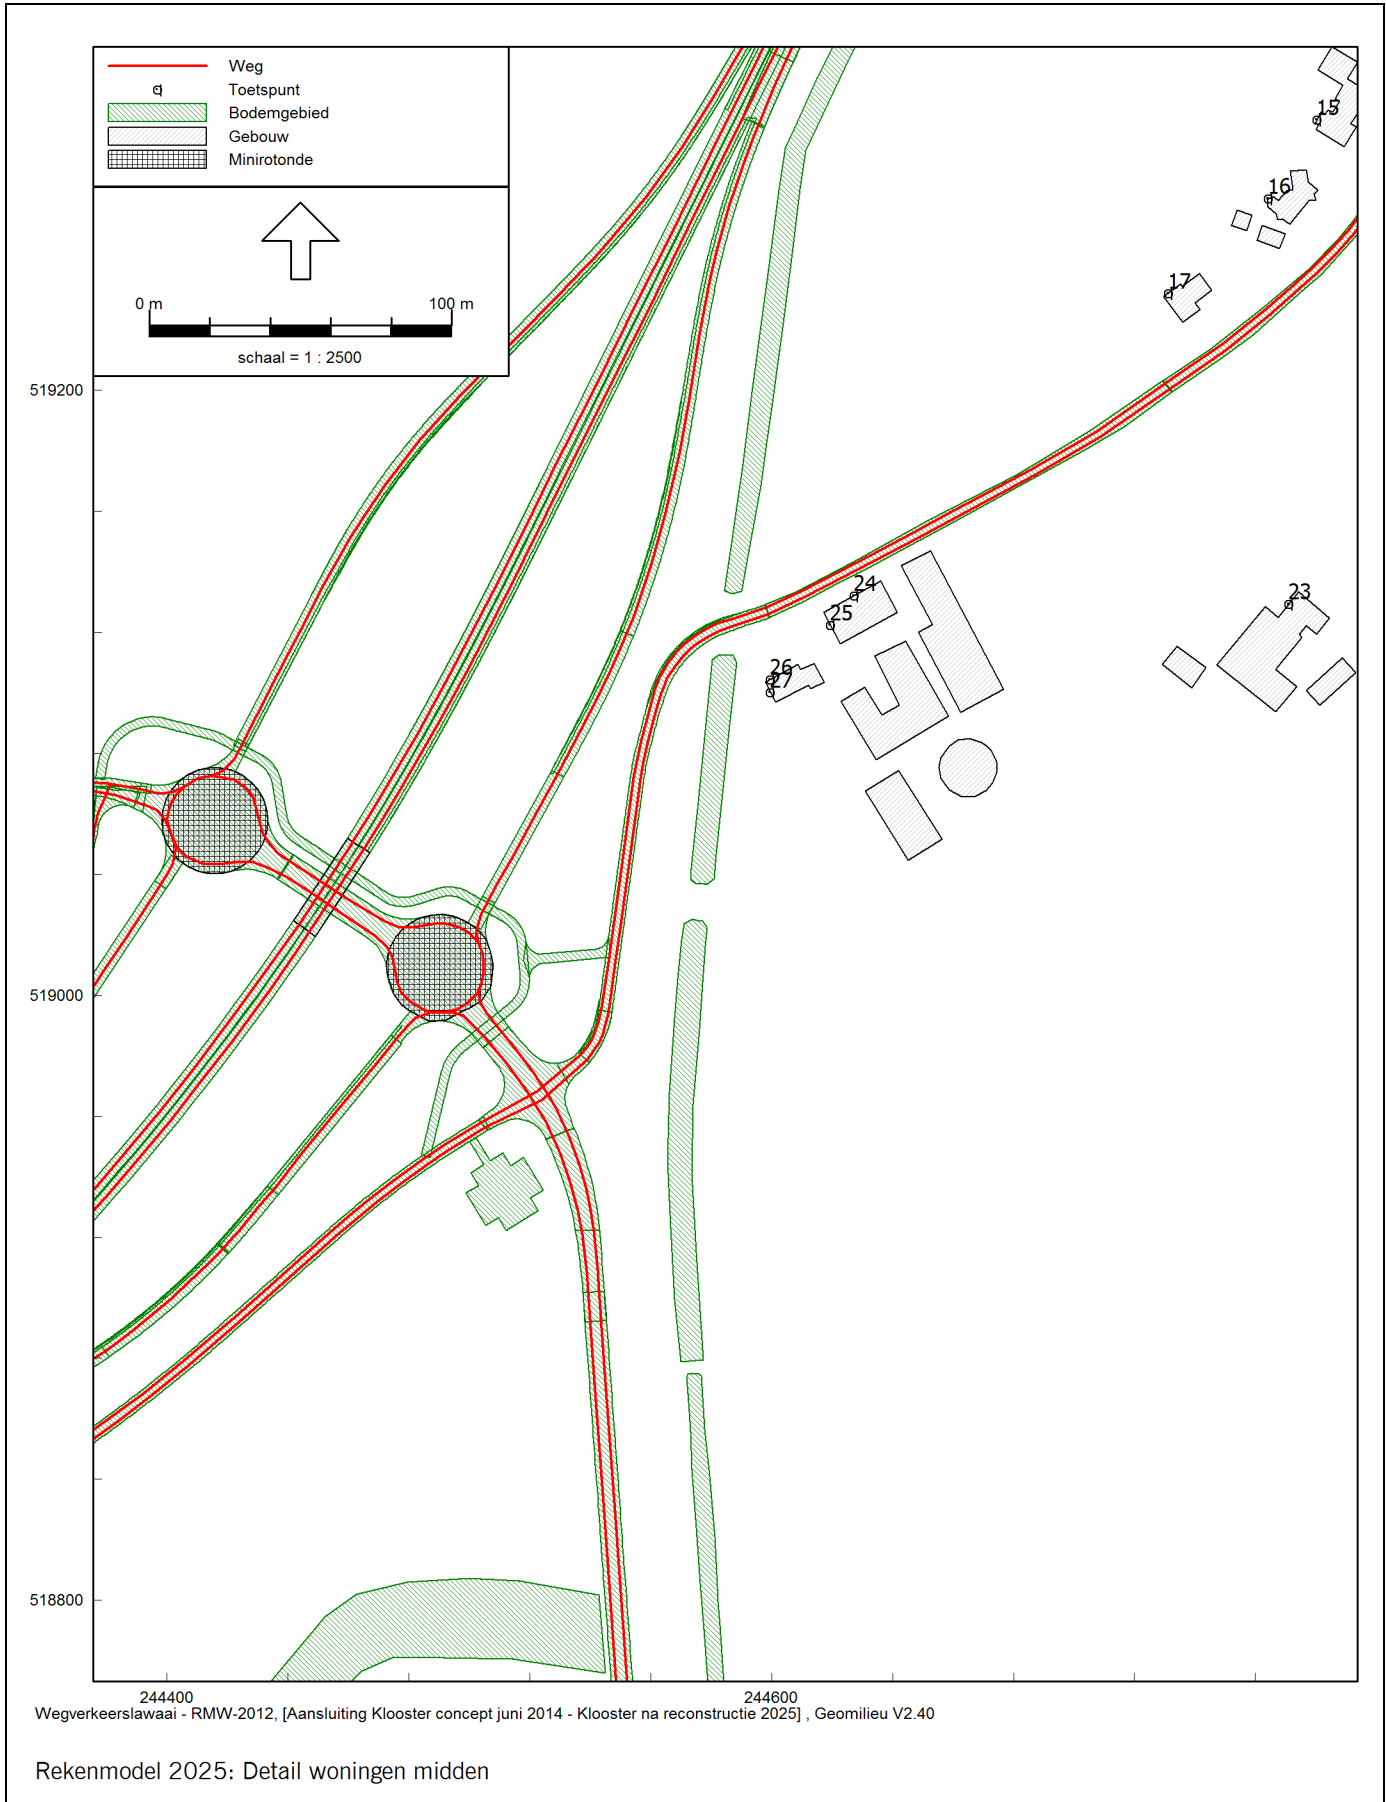 Weg
Toetspunt
Bodemgebied
Gebouw
Minirotonde
0 m 100 m
schaal = 1 : 2500
15
16
17
519200
24
23
25
26
27
519000
518800
244400 244600
Wegverkeerslawaai - RMW-2012, [Aansluiting Klooster concept juni 2014 - Klooster na reconstructie 2025] , Geomilieu V2.40
Rekenmodel 2025: Detail woningen midden